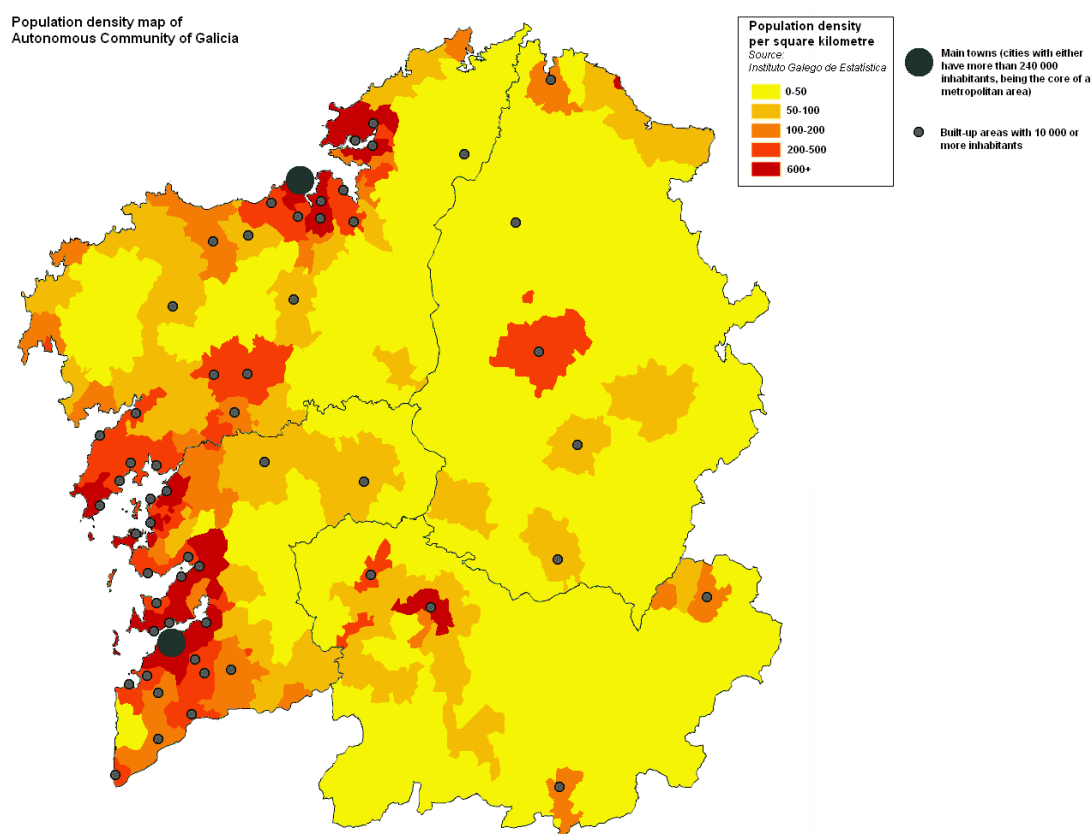 Population density map of
Autonomous Community of Galicia
Population density
per square kilometre
Source:
Instituto Galego de Estatística
0-50
50-100
100-200
200-500
600+
Main towns (cities with either
have more than 240 000
inhabitants, being the core of a
metropolitan area)
Built-up areas with 10 000 or
more inhabitants